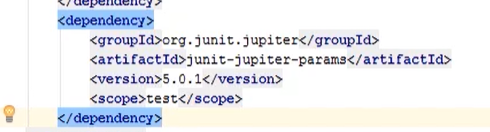 </dependency>
<dependency>
<groupId>org.junit.jupiter</groupId>
<artifactId>junit-jupiter-params</artifactId>
<version>5.0.1</version>
<scope>test</scope>
</dependency>